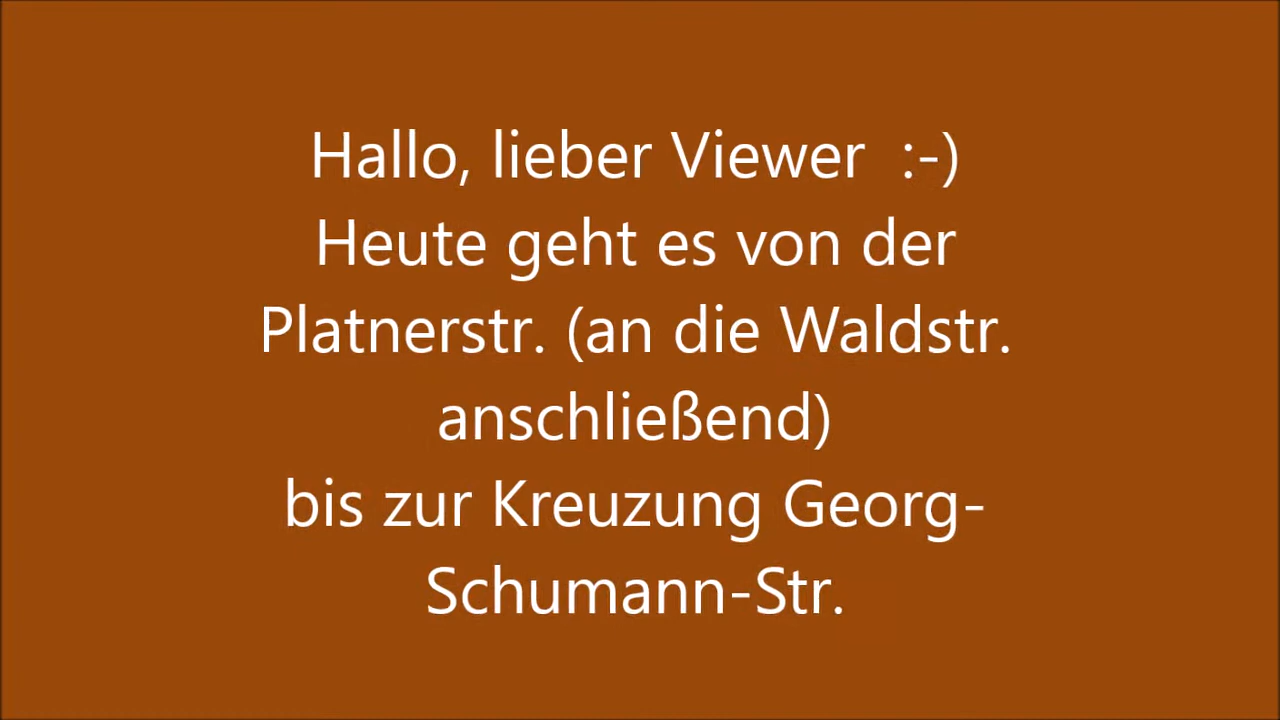 Hallo, lieber Viewer  :-)
Heute geht es von der
Platnerstr. (an die Waldstr.
anschließend)
bis zur Kreuzung Georg-
Schumann-Str.